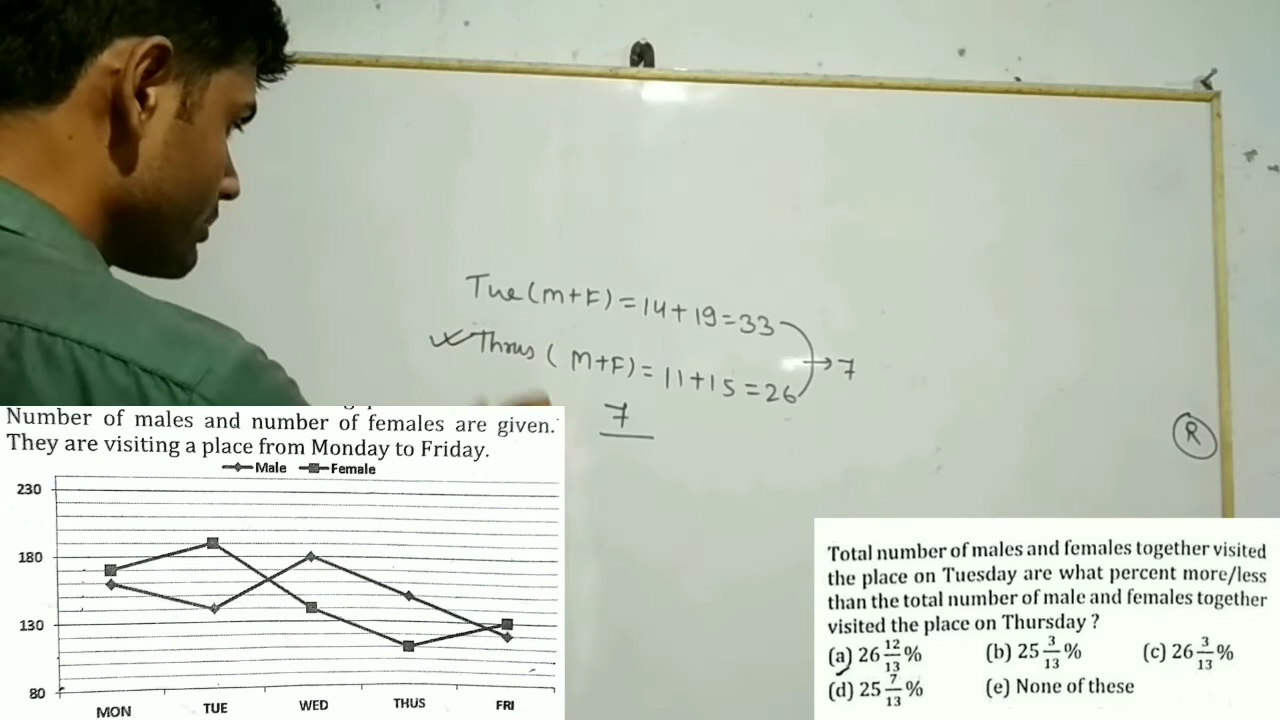 Tue (M+F) = 14+19=33
Thrus ( M+F) = 11+15=26
→ 7
7
R
Number of males and number of females are given.
They are visiting a place from Monday to Friday.
Male Female
230
180
130
80
MON TUE WED THUS FRI
Total number of males and females together visited
the place on Tuesday are what percent more/less
than the total number of male and females together
visited the place on Thursday ?
(a) 26 12/13 % (b) 25 3/13 % (c) 26 3/13 %
(d) 25 7/13 % (e) None of these